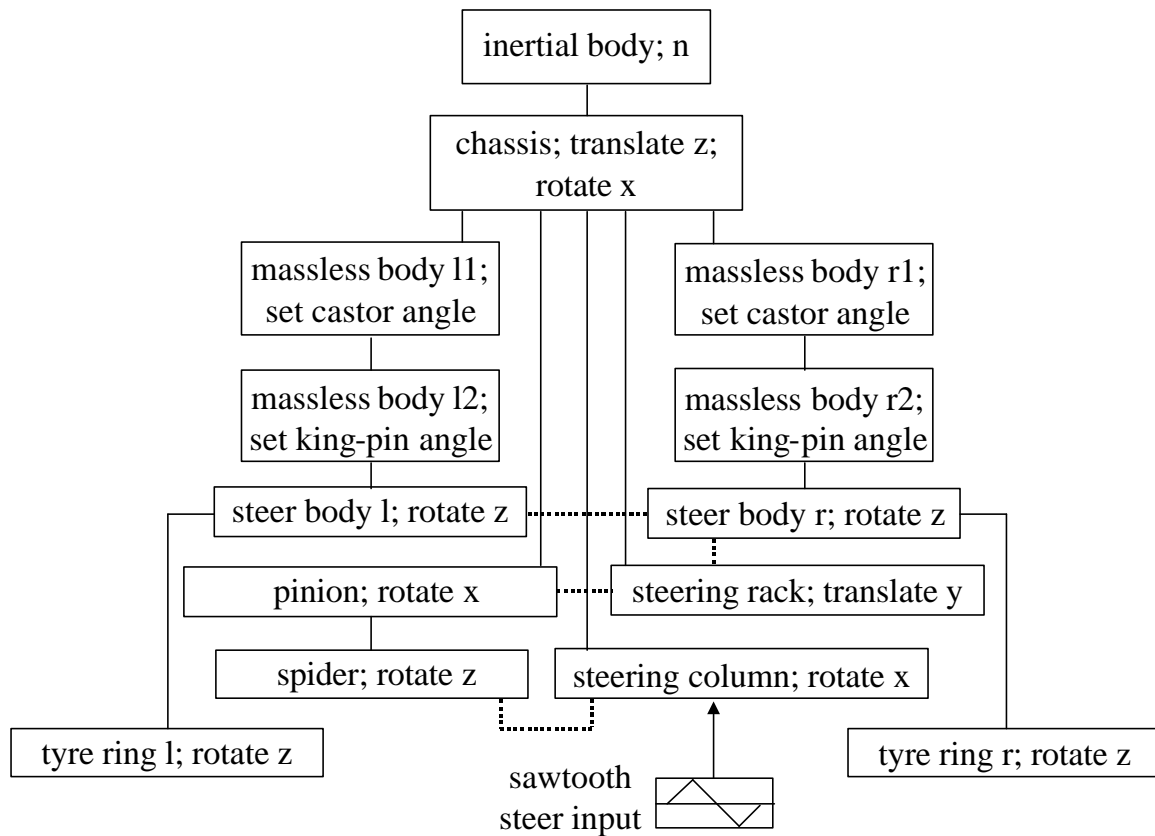 inertial body; n
chassis; translate z;
rotate x
massless body l1;
set castor angle
massless body r1;
set castor angle
massless body l2;
set king-pin angle
massless body r2;
set king-pin angle
steer body l; rotate z
steer body r; rotate z
pinion; rotate x
steering rack; translate y
spider; rotate z
steering column; rotate x
tyre ring l; rotate z
tyre ring r; rotate z
sawtooth
steer input